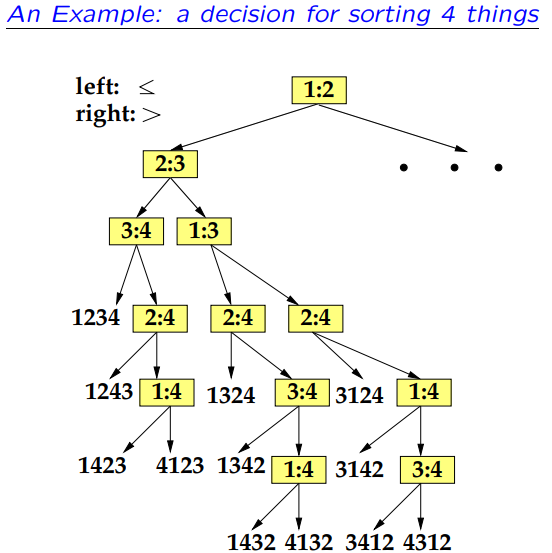 An Example: a decision for sorting 4 things
left: ≤
right: >
1:2
2:3
3:4 1:3
1234 2:4 2:4 2:4
1243 1:4 1324 3:4 3124 1:4
1423 4123 1342 1:4 3142 3:4
1432 4132 3412 4312